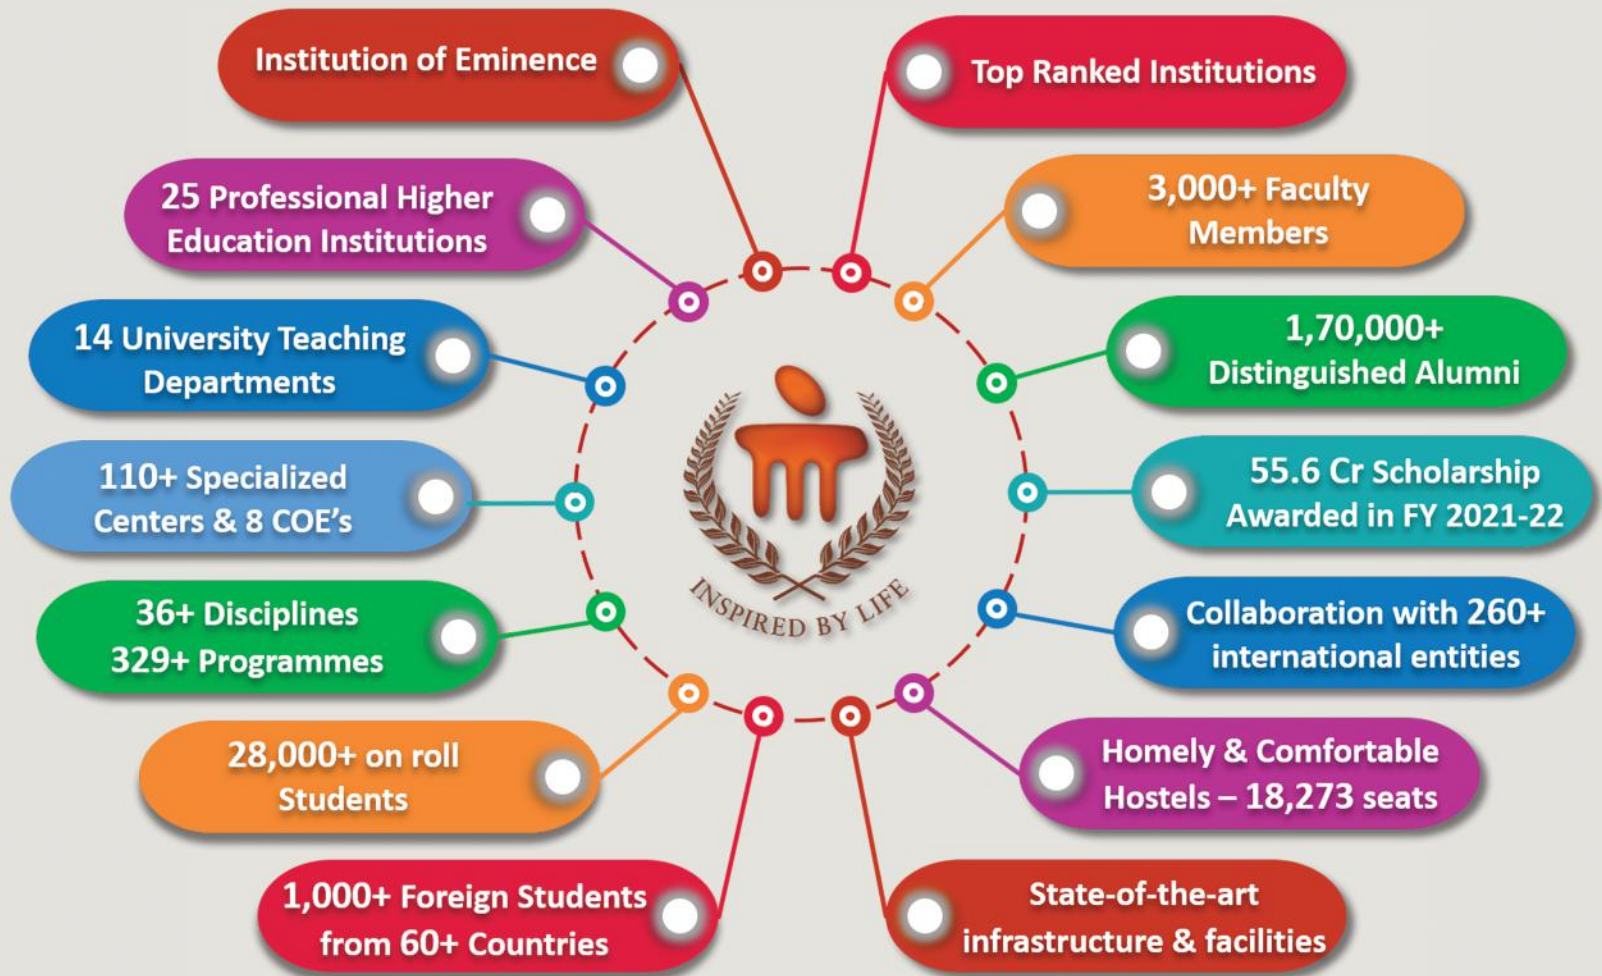 Institution of Eminence
25 Professional Higher
Education Institutions
14 University Teaching
Departments
110+ Specialized
Centers & 8 COE's
36+ Disciplines
329+ Programmes
28,000+ on roll
Students
1,000+ Foreign Students
from 60+ Countries
INSPIRED BY LIFE
Top Ranked Institutions
3,000+ Faculty
Members
1,70,000+
Distinguished Alumni
55.6 Cr Scholarship
Awarded in FY 2021-22
Collaboration with 260+
international entities
Homely & Comfortable
Hostels – 18,273 seats
State-of-the-art
infrastructure & facilities